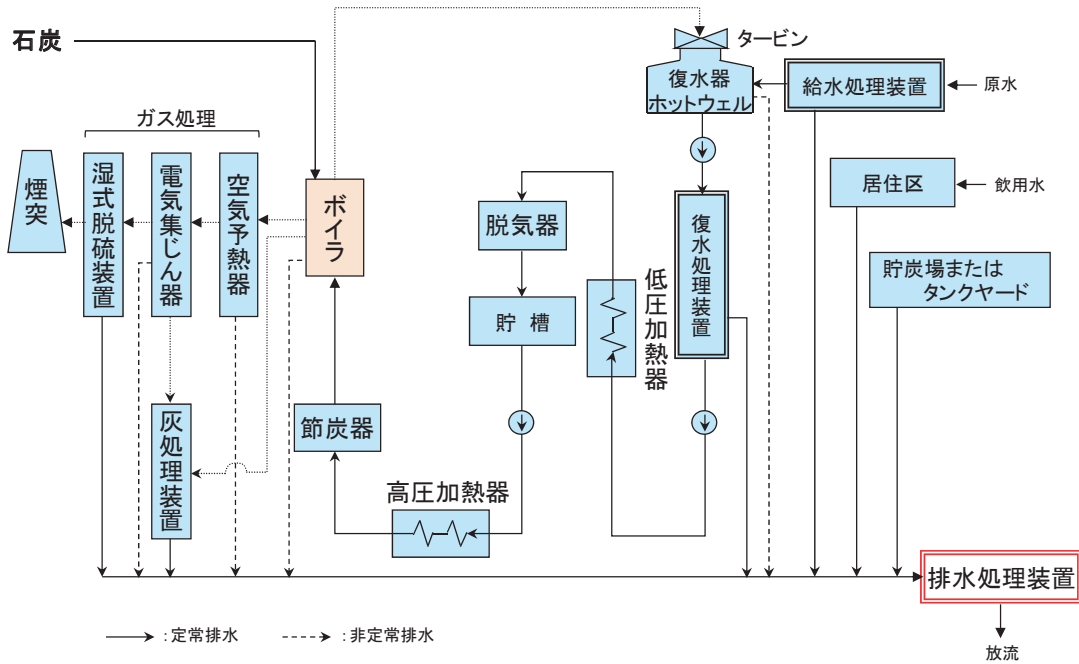 石炭
タービン
復水器
ホットウェル
給水処理装置
原水
ガス処理
煙突
湿式脱硫装置
電気集じん器
空気予熱器
ボイラ
脱気器
復水処理装置
居住区
飲用水
貯炭場または
タンクヤード
貯 槽
低圧加熱器
灰処理装置
節炭器
高圧加熱器
排水処理装置
:定常排水
:非定常排水
放流